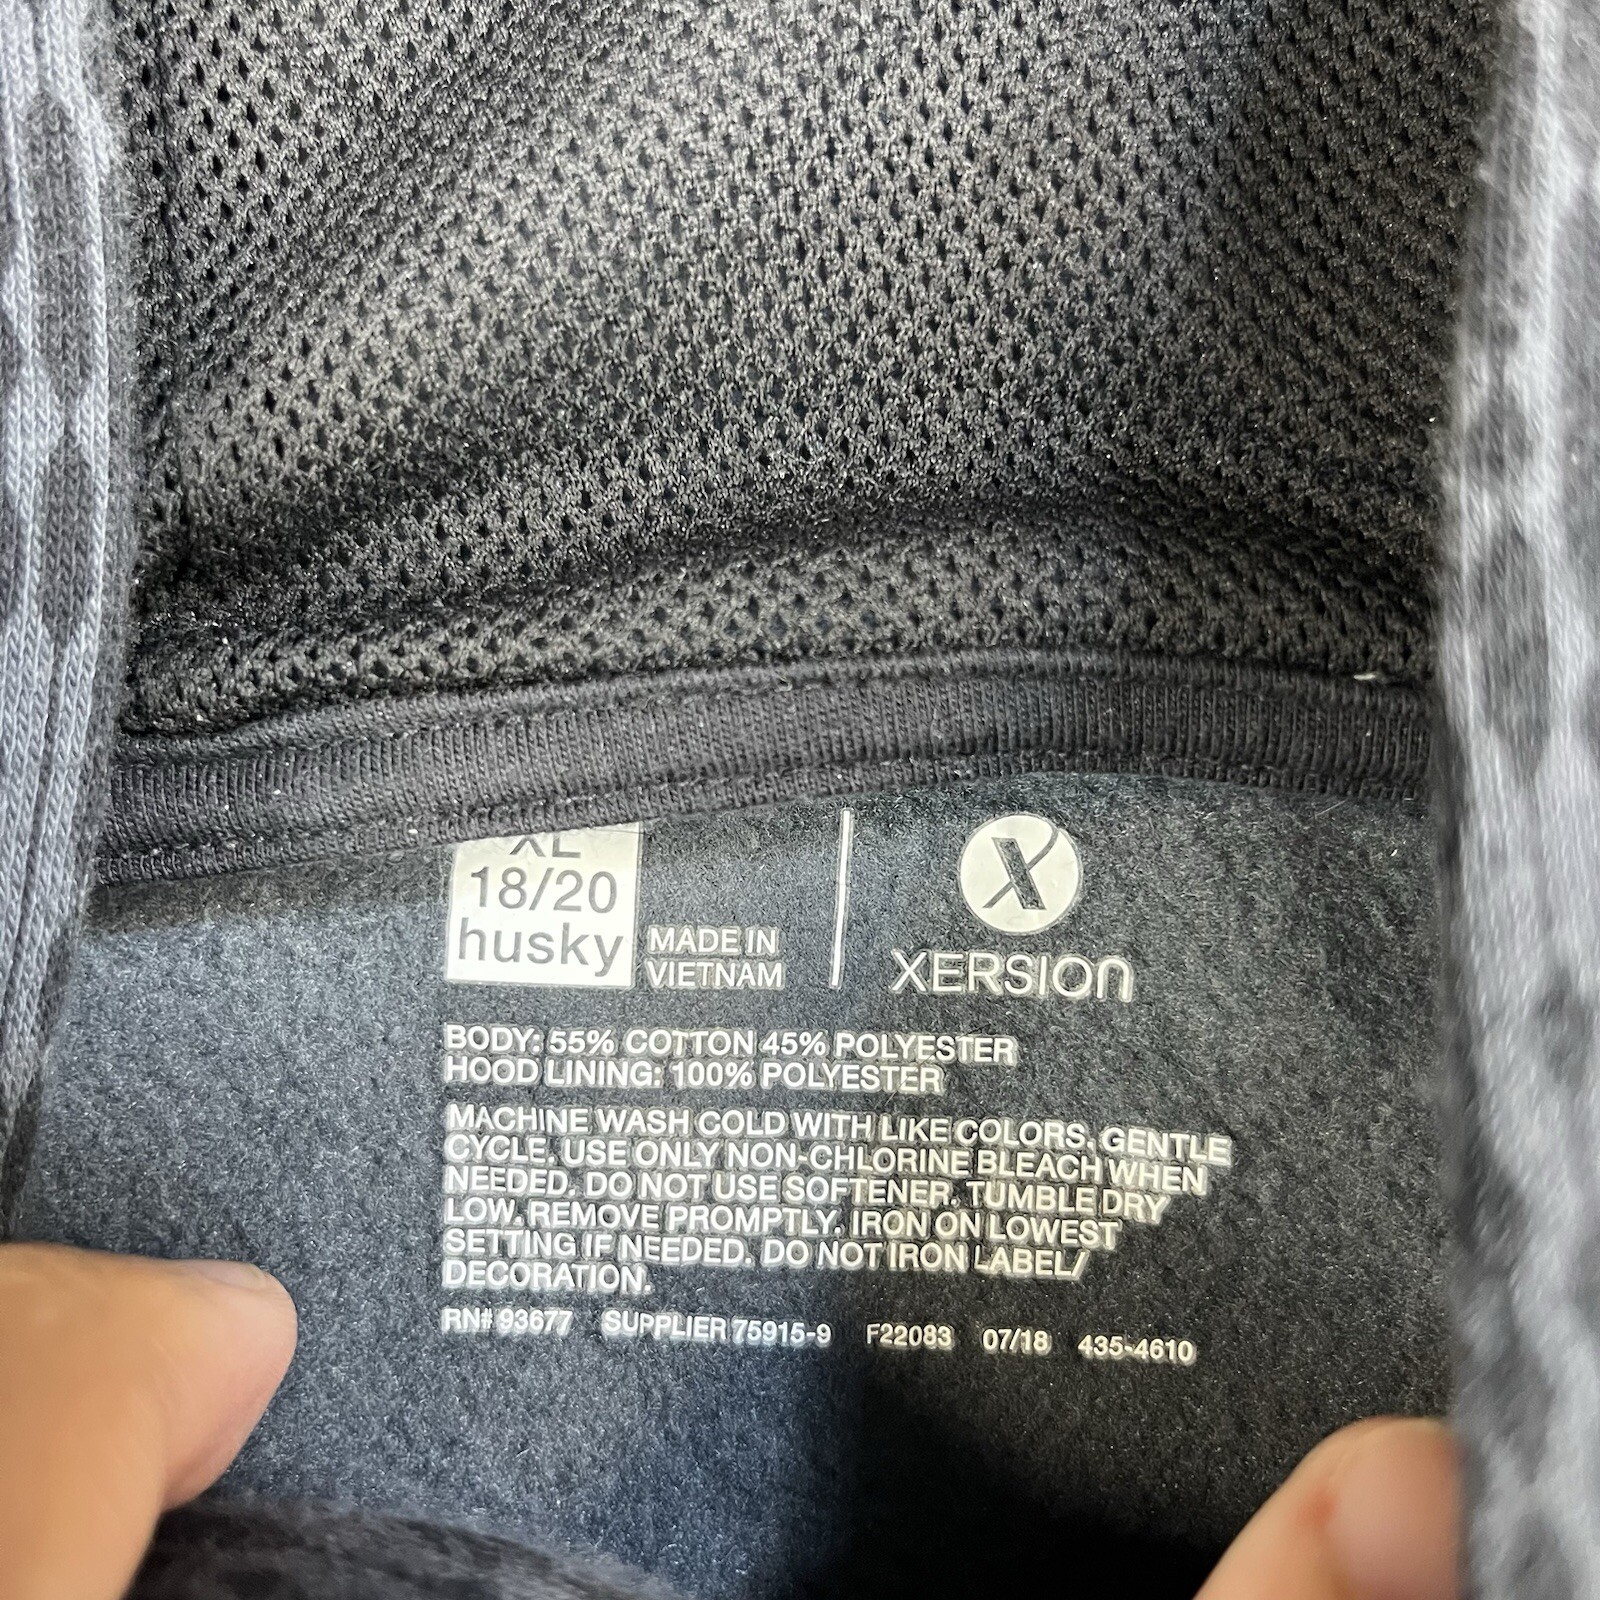 XL
18/20
husky
MADE IN
VIETNAM
X
XERSION
BODY: 55% COTTON 45% POLYESTER
HOOD LINING: 100% POLYESTER
MACHINE WASH COLD WITH LIKE COLORS. GENTLE
CYCLE. USE ONLY NON-CHLORINE BLEACH WHEN
NEEDED. DO NOT USE SOFTENER. TUMBLE DRY
LOW. REMOVE PROMPTLY. IRON ON LOWEST
SETTING IF NEEDED. DO NOT IRON LABEL/
DECORATION.
RN# 93677 SUPPLIER 75915-9 F22083 07/18 435-4610